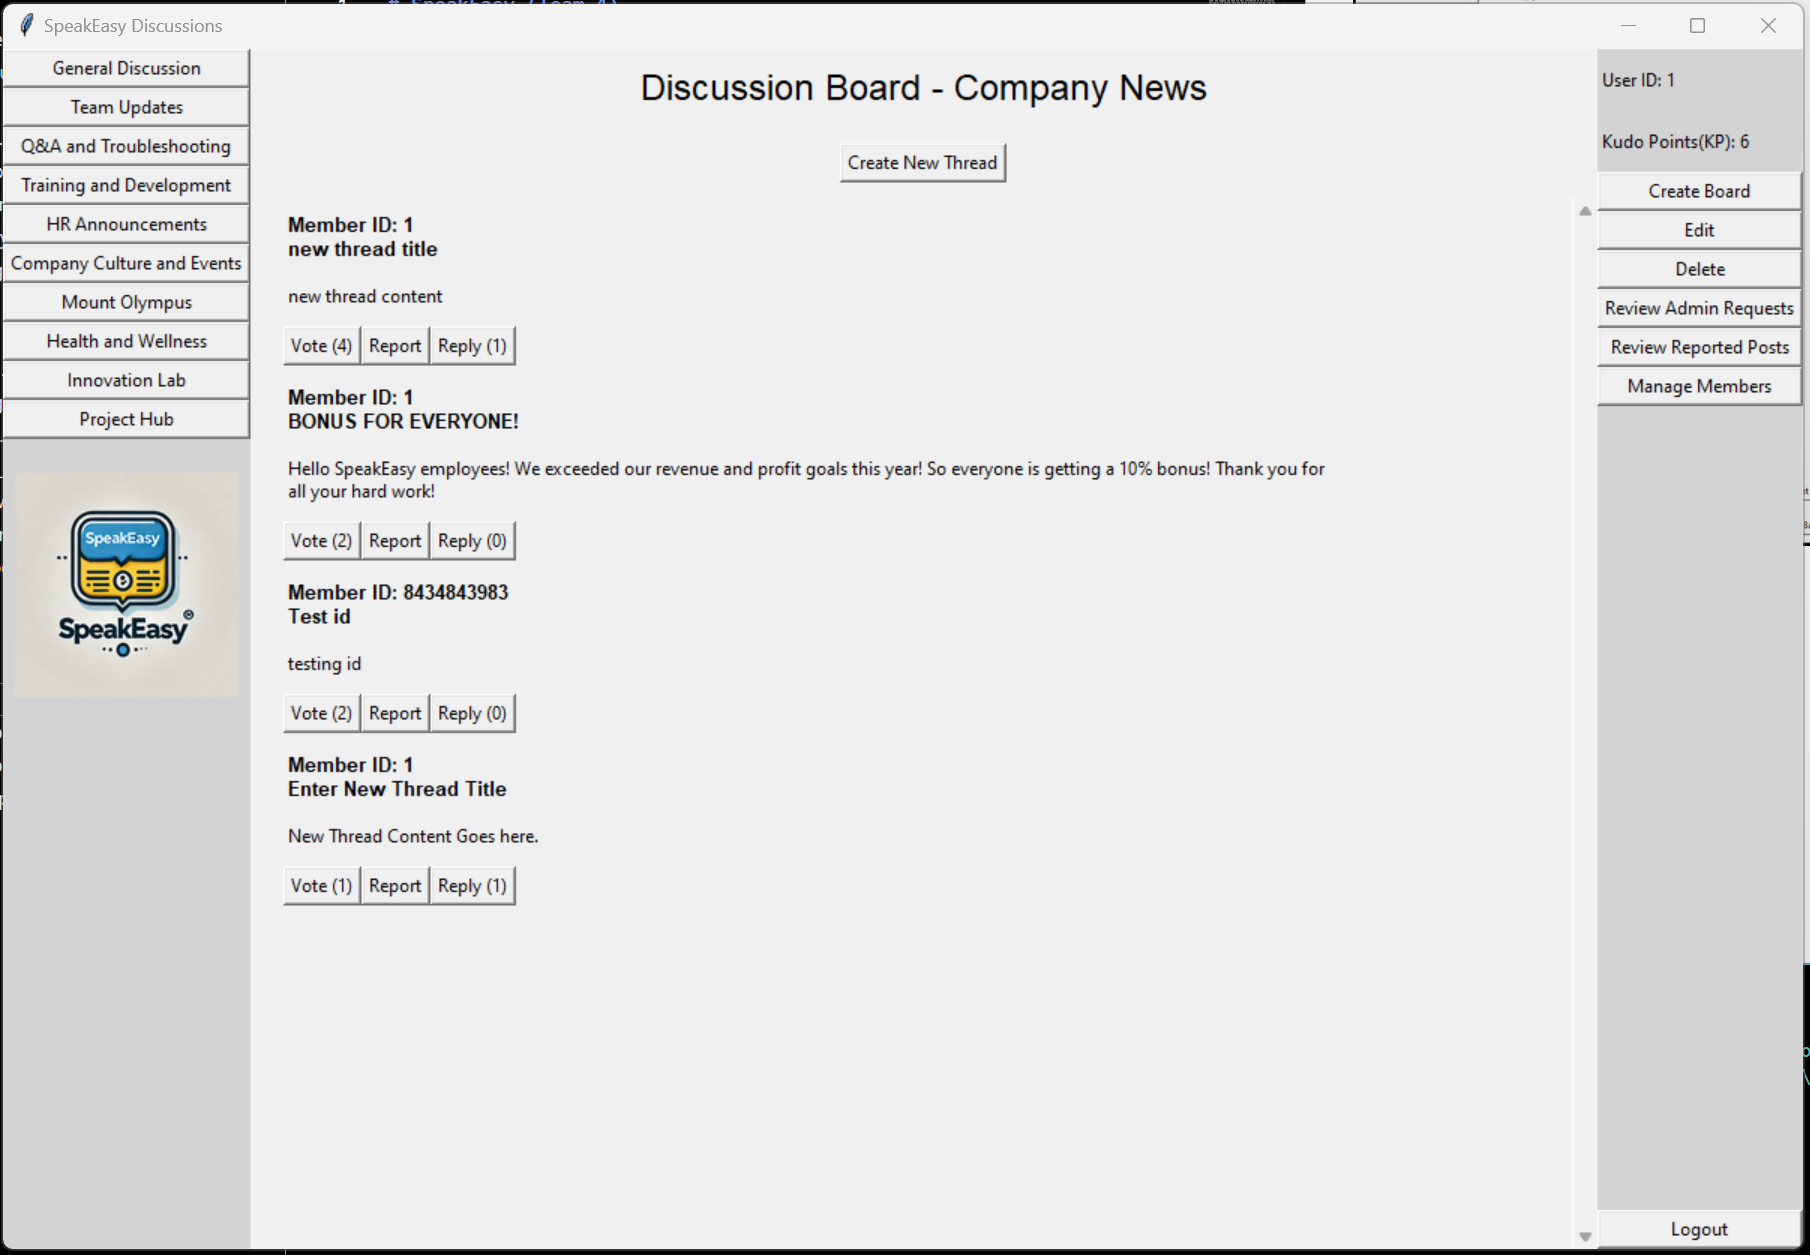 SpeakEasy Discussions
General Discussion
Team Updates
Q&A and Troubleshooting
Training and Development
HR Announcements
Company Culture and Events
Mount Olympus
Health and Wellness
Innovation Lab
Project Hub
SpeakEasy
SpeakEasy
Discussion Board - Company News
Create New Thread
Member ID: 1
new thread title
new thread content
Vote (4) Report Reply (1)
Member ID: 1
BONUS FOR EVERYONE!
Hello SpeakEasy employees! We exceeded our revenue and profit goals this year! So everyone is getting a 10% bonus! Thank you for
all your hard work!
Vote (2) Report Reply (0)
Member ID: 8434843983
Test id
testing id
Vote (2) Report Reply (0)
Member ID: 1
Enter New Thread Title
New Thread Content Goes here.
Vote (1) Report Reply (1)
User ID: 1
Kudo Points(KP): 6
Create Board
Edit
Delete
Review Admin Requests
Review Reported Posts
Manage Members
Logout